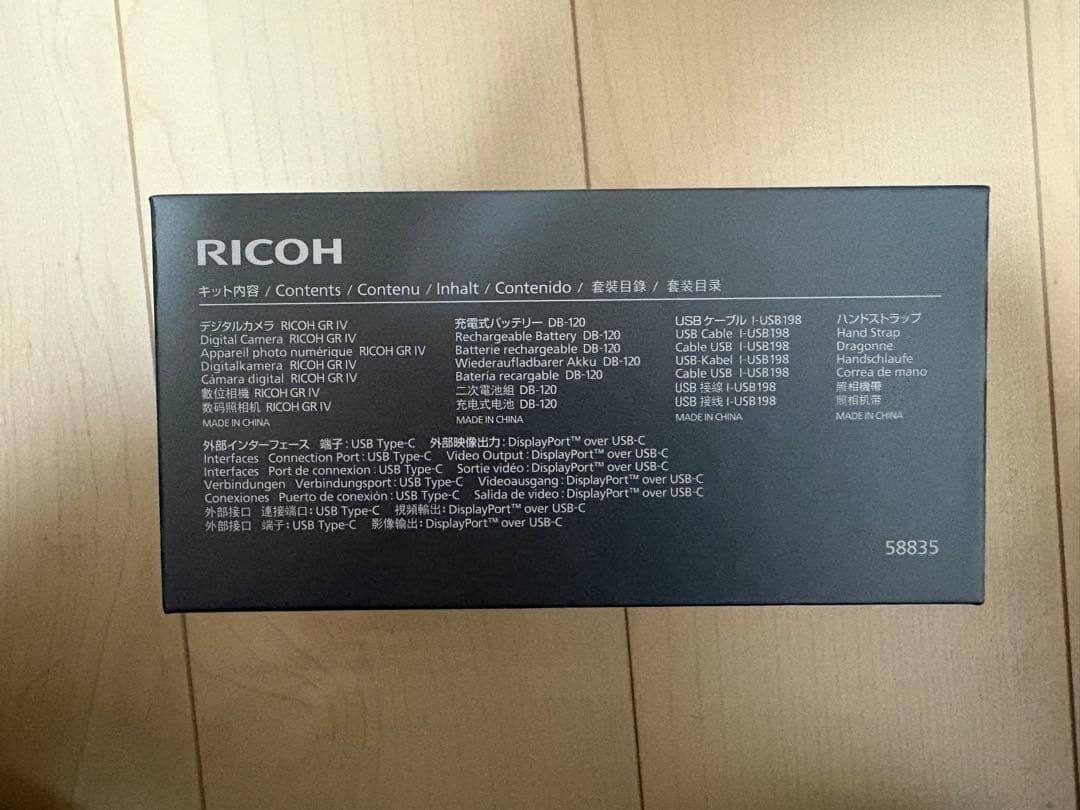 RICOH
キット内容 / Contents / Contenu / Inhalt / Contenido / 套裝目錄 / 套装目录
デジタルカメラ RICOH GR IV
Digital Camera RICOH GR IV
Appareil photo numérique RICOH GR IV
Digitalkamera RICOH GR IV
Cámara digital RICOH GR IV
數位相機 RICOH GR IV
数码照相机 RICOH GR IV
MADE IN CHINA
充電式バッテリー DB-120
Rechargeable Battery DB-120
Batterie rechargeable DB-120
Wiederaufladbarer Akku DB-120
Bateria recargable DB-120
二次電池組 DB-120
充电式电池 DB-120
MADE IN CHINA
USBケーブル I-USB198
USB Cable I-USB198
Cable USB I-USB198
USB-Kabel I-USB198
Cable USB I-USB198
USB 接線 I-USB198
USB 接线 I-USB198
MADE IN CHINA
ハンドストラップ
Hand Strap
Dragonne
Handschlaufe
Correa de mano
照相機帶
照相机带
MADE IN CHINA
外部インターフェース 端子：USB Type-C 外部映像出力：DisplayPort™ over USB-C
Interfaces Connection Port : USB Type-C Video Output : DisplayPort™ over USB-C
Interfaces Port de connexion : USB Type-C Sortie vidéo : DisplayPort™ over USB-C
Verbindungen Verbindungsport : USB Type-C Videoausgang : DisplayPort™ over USB-C
Conexiones Puerto de conexión : USB Type-C Salida de video : DisplayPort™ over USB-C
外部接口 連接端口：USB Type-C 視頻輸出：DisplayPort™ over USB-C
外部接口 端子：USB Type-C 影像输出：DisplayPort™ over USB-C
58835